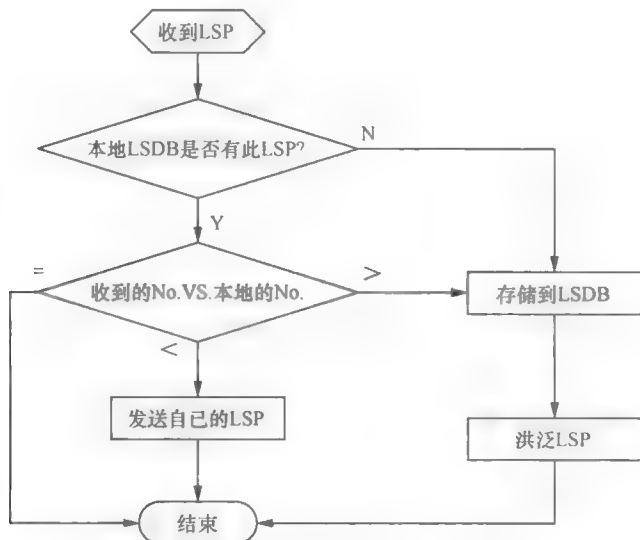 收到LSP
本地LSDB是否有此LSP?
N
Y
=
收到的No.VS.本地的No.
>
存储到LSDB
<
发送自己的LSP
洪泛LSP
结束